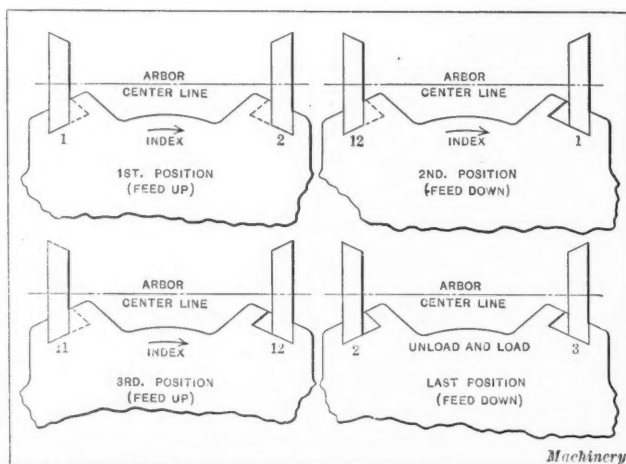 ARBOR
CENTER LINE
1
INDEX
2
1ST. POSITION
(FEED UP)
ARBOR
CENTER LINE
12
INDEX
1
2ND. POSITION
(FEED DOWN)
ARBOR
CENTER LINE
11
INDEX
12
3RD. POSITION
(FEED UP)
ARBOR
CENTER LINE
2
UNLOAD AND LOAD
3
LAST POSITION
(FEED DOWN)
Machinery